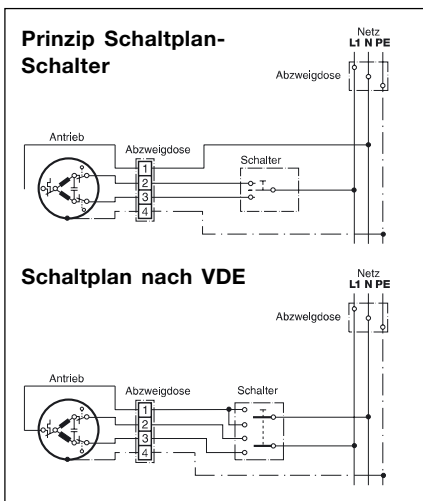 Prinzip Schaltplan-
Schalter
Netz
L1 N PE
Abzweigdose
Antrieb
Abzweigdose
Schalter
1
2
3
4
Schaltplan nach VDE
Netz
L1 N PE
Abzweigdose
Antrieb
Abzweigdose
Schalter
1
2
3
4